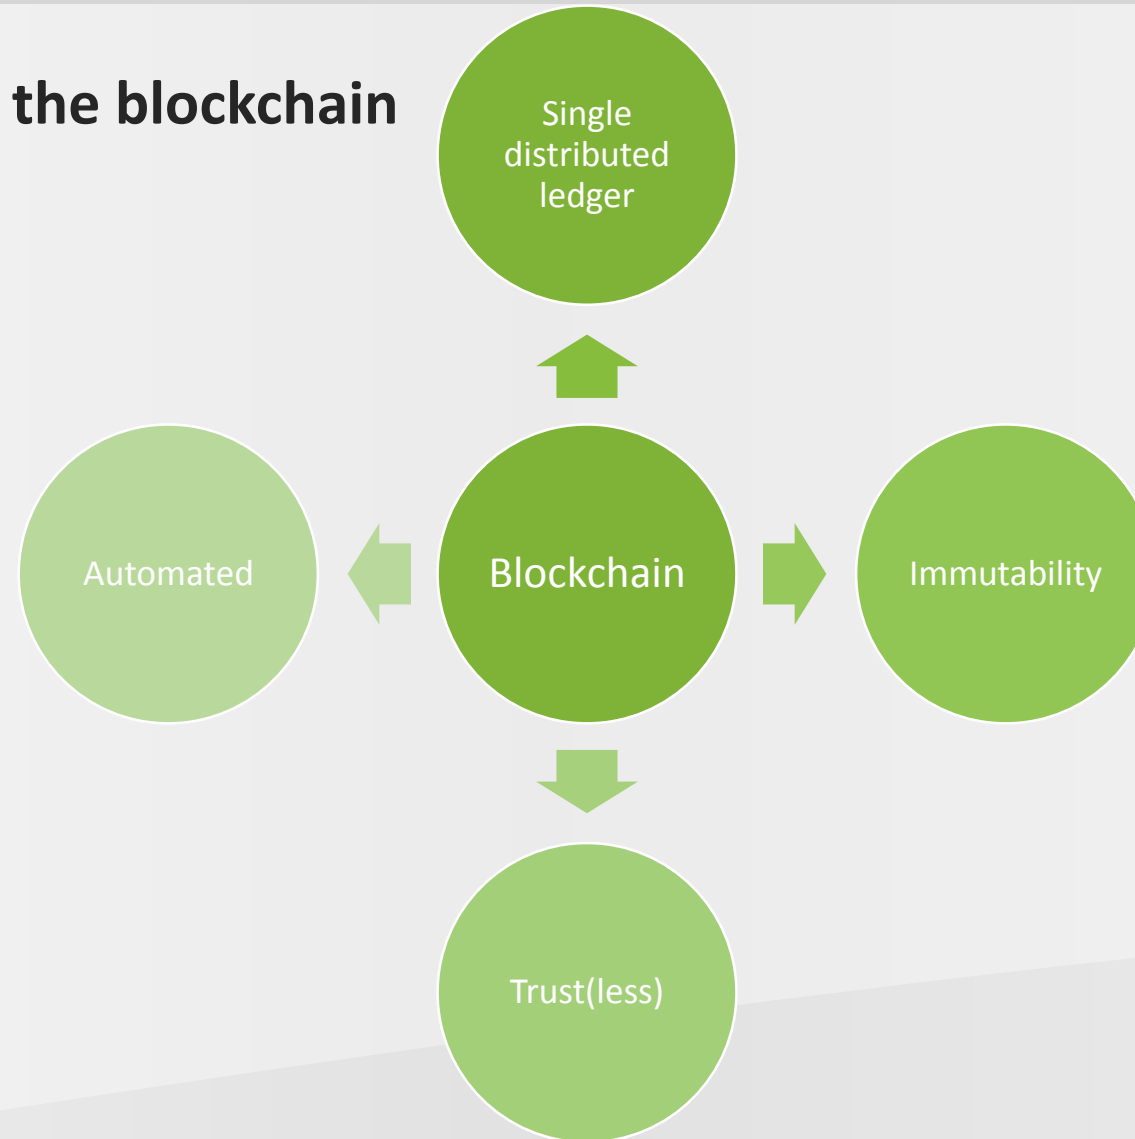 the blockchain
Single
distributed
ledger
Automated
Blockchain
Immutability
Trust(less)